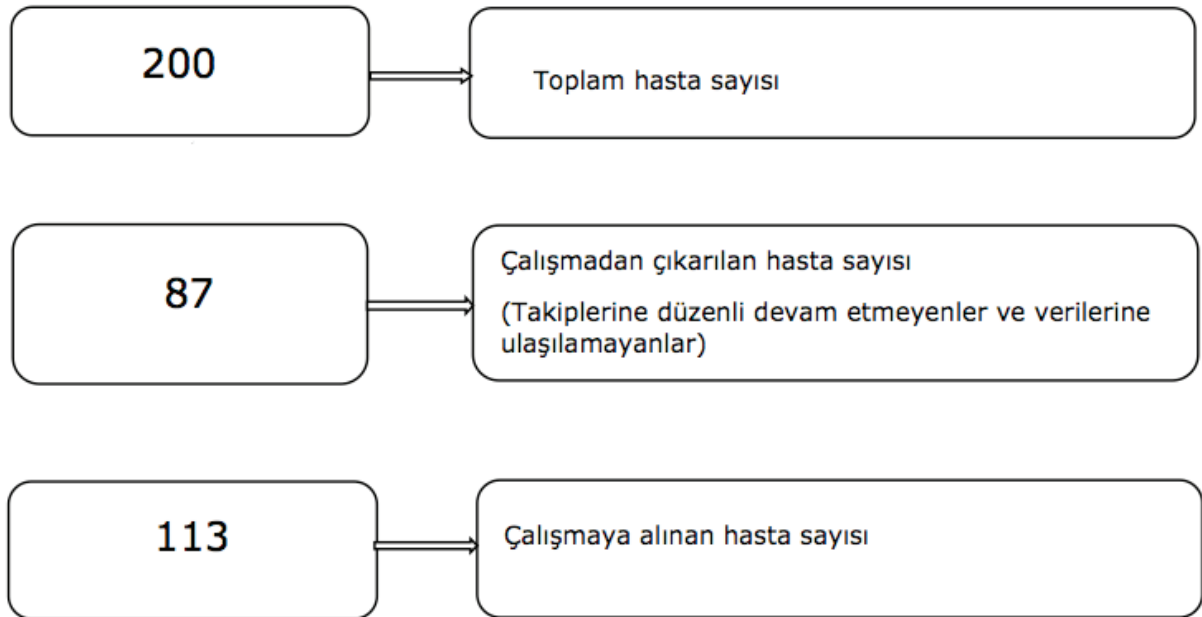 200
Toplam hasta sayısı
87
Çalışmadan çıkarılan hasta sayısı
(Takiplerine düzenli devam etmeyenler ve verilerine
ulaşılamayanlar)
113
Çalışmaya alınan hasta sayısı